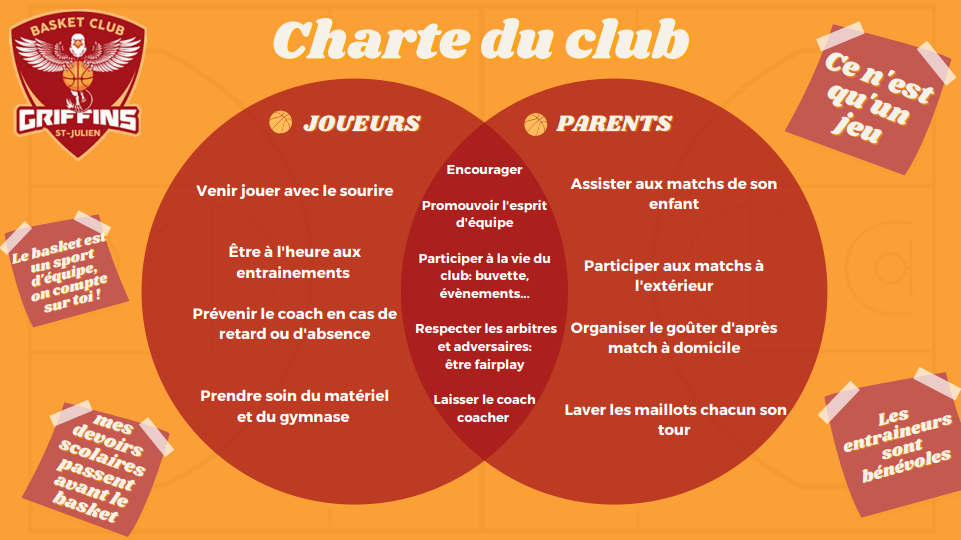 BASKET CLUB
GRIFFINS
ST-JULIEN
Charte du club
Ce n'est
qu'un
jeu
JOUEURS
PARENTS
Venir jouer avec le sourire
Être à l'heure aux
entrainements
Prévenir le coach en cas de
retard ou d'absence
Prendre soin du matériel
et du gymnase
Encourager
Promouvoir l'esprit
d'équipe
Participer à la vie du
club: buvette,
évènements...
Respecter les arbitres
et adversaires:
être fairplay
Laisser le coach
coacher
Assister aux matchs de son
enfant
Participer aux matchs à
l'extérieur
Organiser le goûter d'après
match à domicile
Laver les maillots chacun son
tour
Le basket est
un sport
d'équipe,
on compte
sur toi !
mes
devoirs
scolaires
passent
avant le
basket
Les
entraineurs
sont
bénévoles